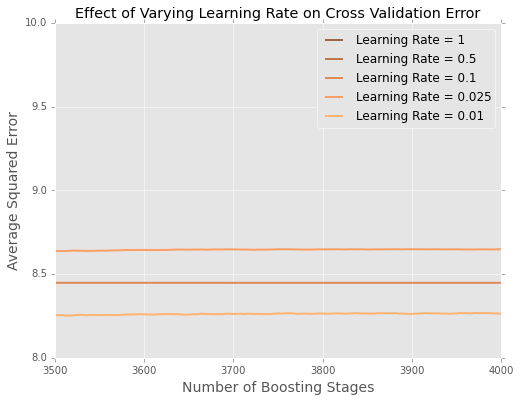 Effect of Varying Learning Rate on Cross Validation Error
10.0
Learning Rate = 1
Learning Rate = 0.5
Learning Rate = 0.1
Learning Rate = 0.025
Learning Rate = 0.01
9.5
9.0
8.5
8.0
Average Squared Error
3500 3600 3700 3800 3900 4000
Number of Boosting Stages